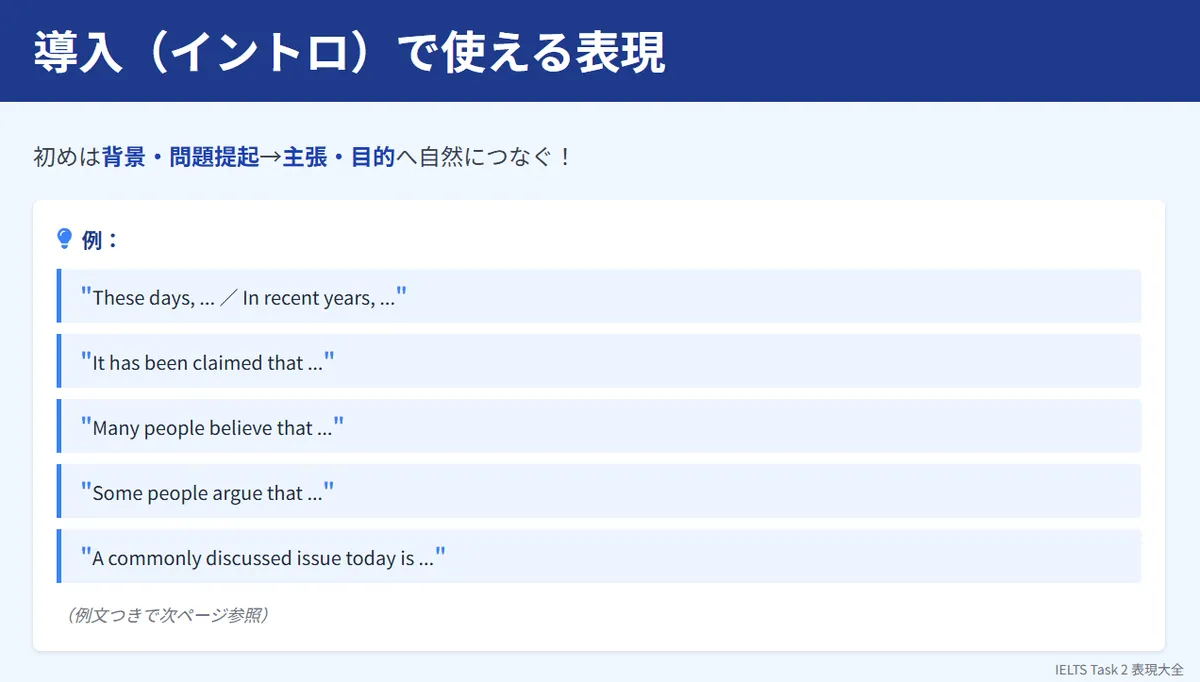 導入（イントロ）で使える表現
初めは背景・問題提起→主張・目的へ自然につなぐ！
例：
"These days, ... ／ In recent years, ..."
"It has been claimed that ..."
"Many people believe that ..."
"Some people argue that ..."
"A commonly discussed issue today is ..."
（例文つきで次ページ参照）
IELTS Task 2 表現大全